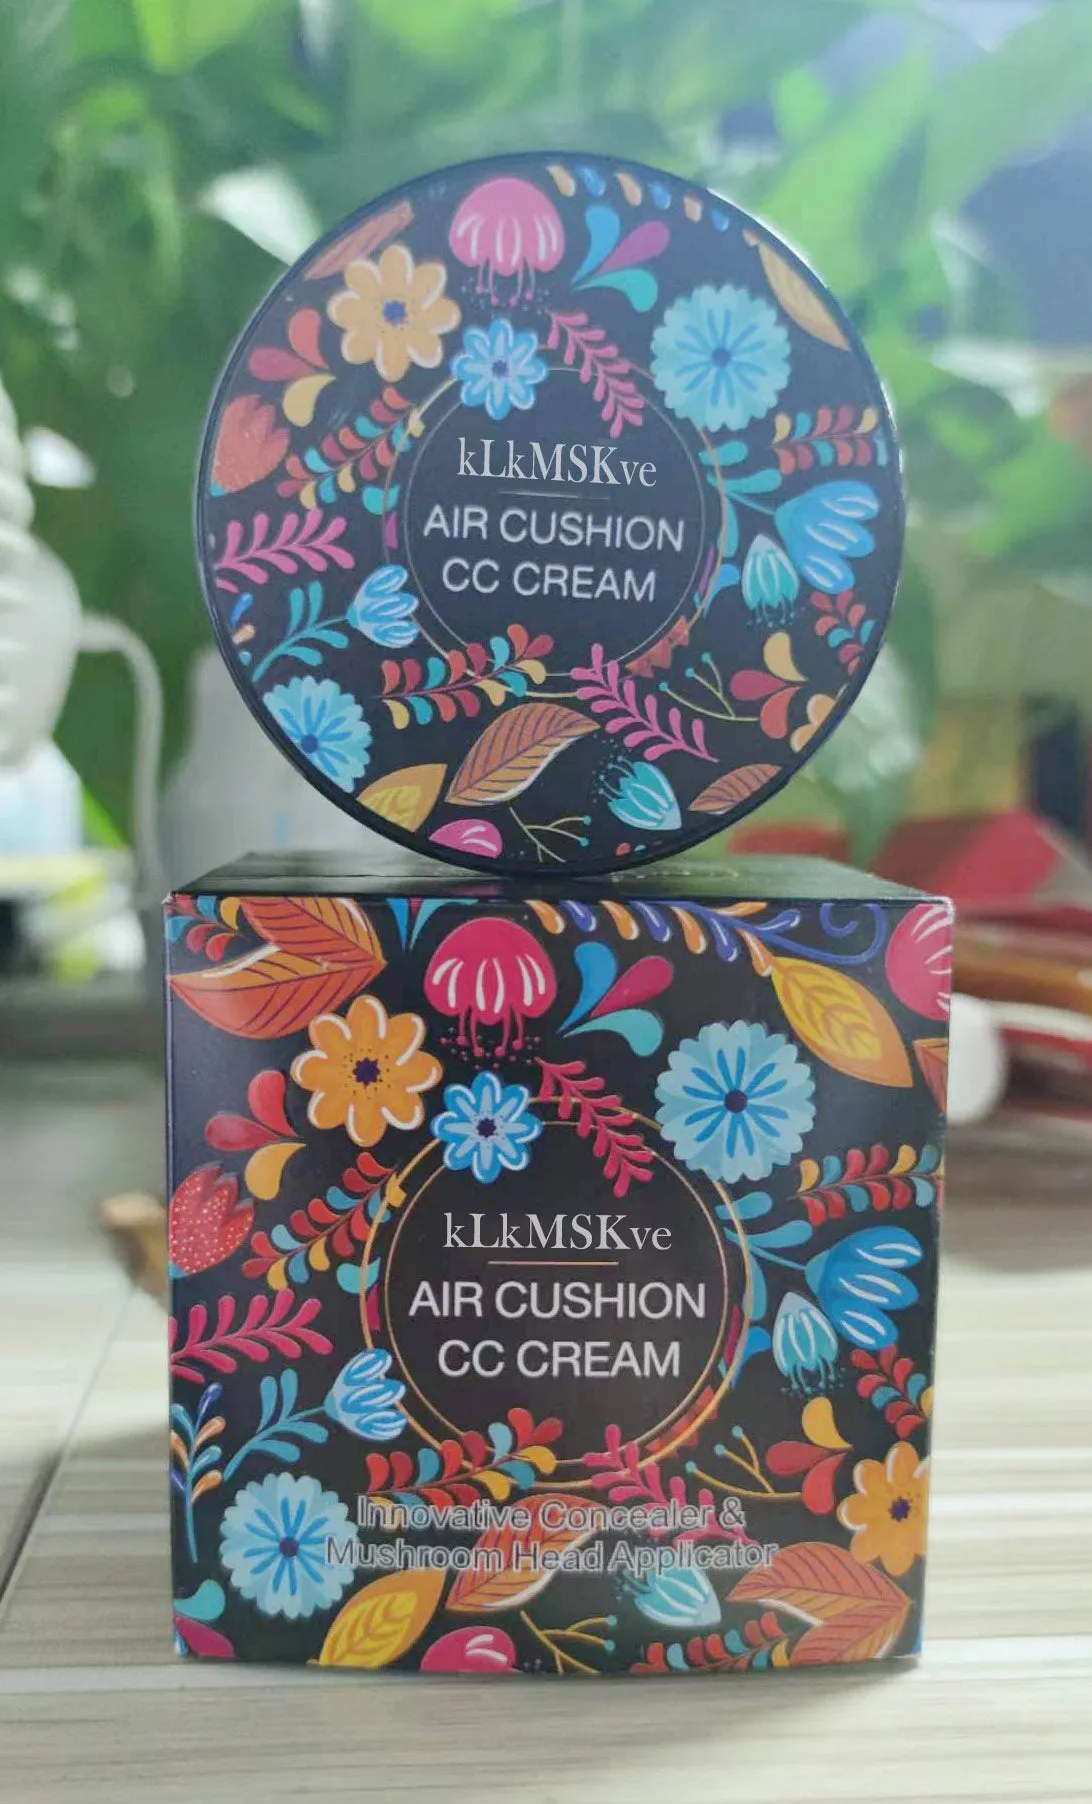 kLkMSKve
AIR CUSHION
CC CREAM
kLkMSKve
AIR CUSHION
CC CREAM
Innovative Concealer &
Mushroom Head Applicator